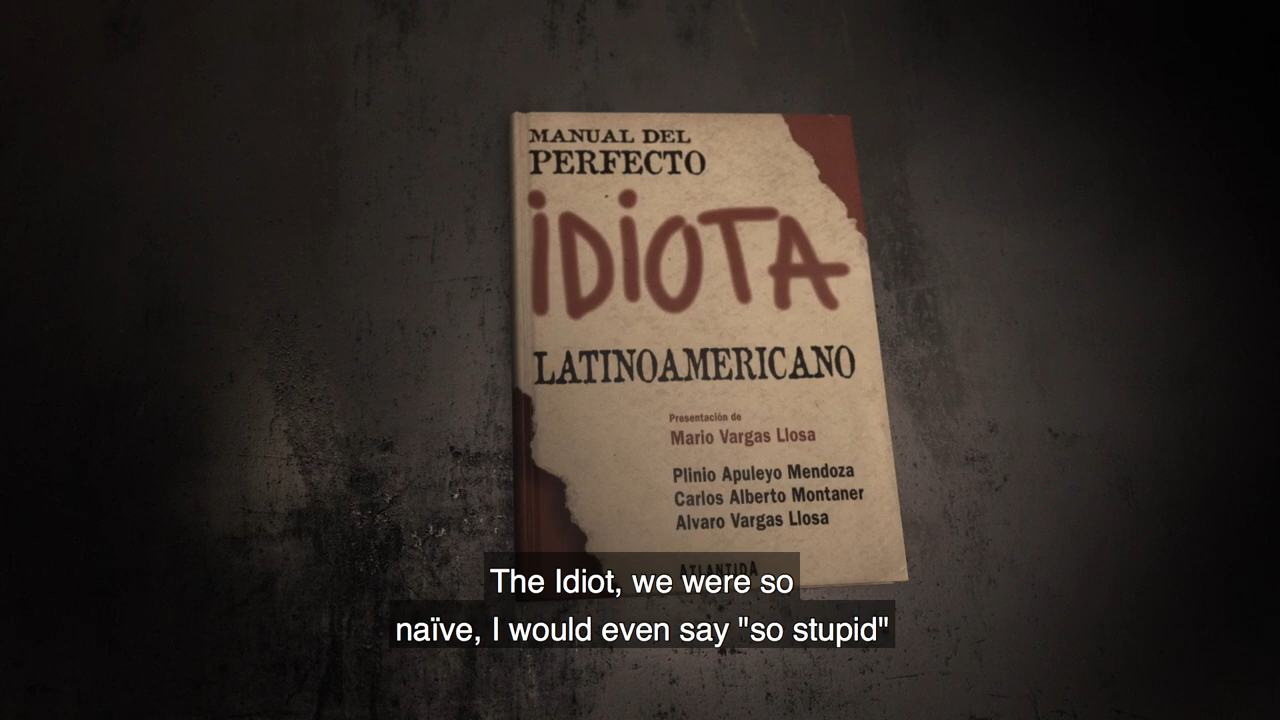 MANUAL DEL
PERFECTO
iDiOTA
LATINOAMERICANO
Presentación de
Mario Vargas Llosa
Plinio Apuleyo Mendoza
Carlos Alberto Montaner
Alvaro Vargas Llosa
ATLANTIDA
The Idiot, we were so
naïve, I would even say "so stupid"